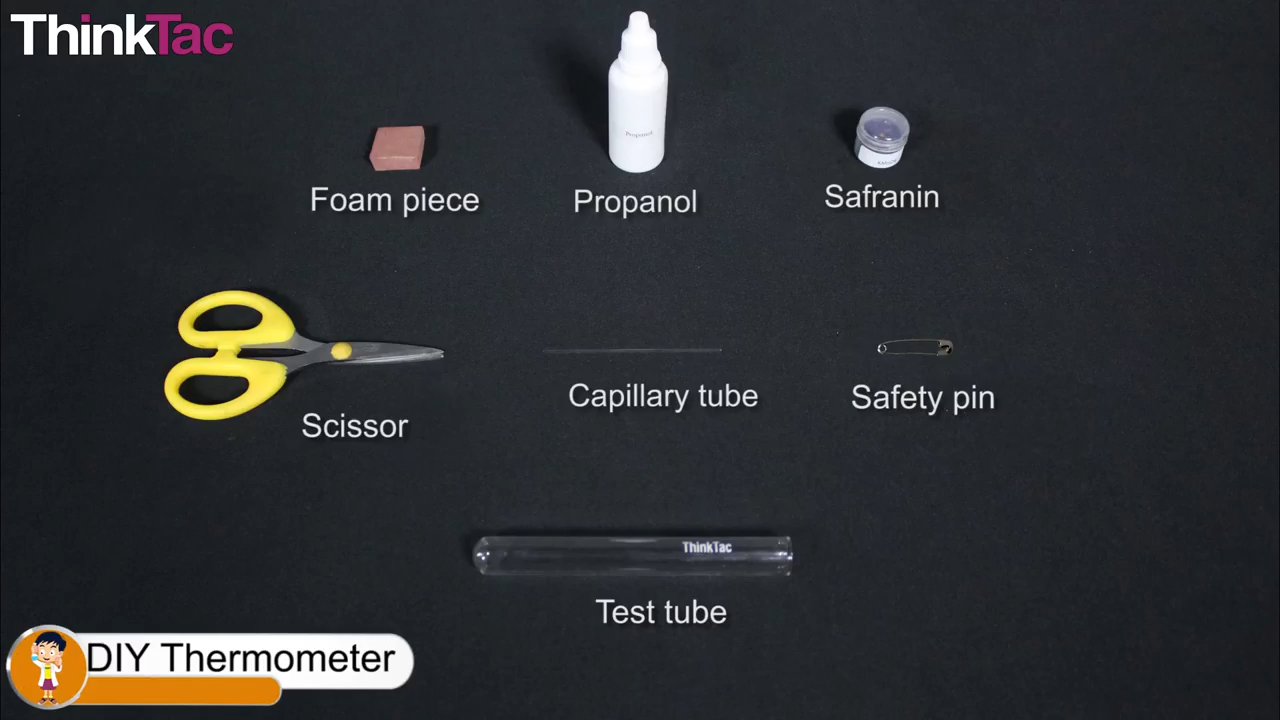 ThinkTac
Propanol
Foam piece
Propanol
Safranin
Scissor
Capillary tube
Safety pin
ThinkTac
Test tube
DIY Thermometer